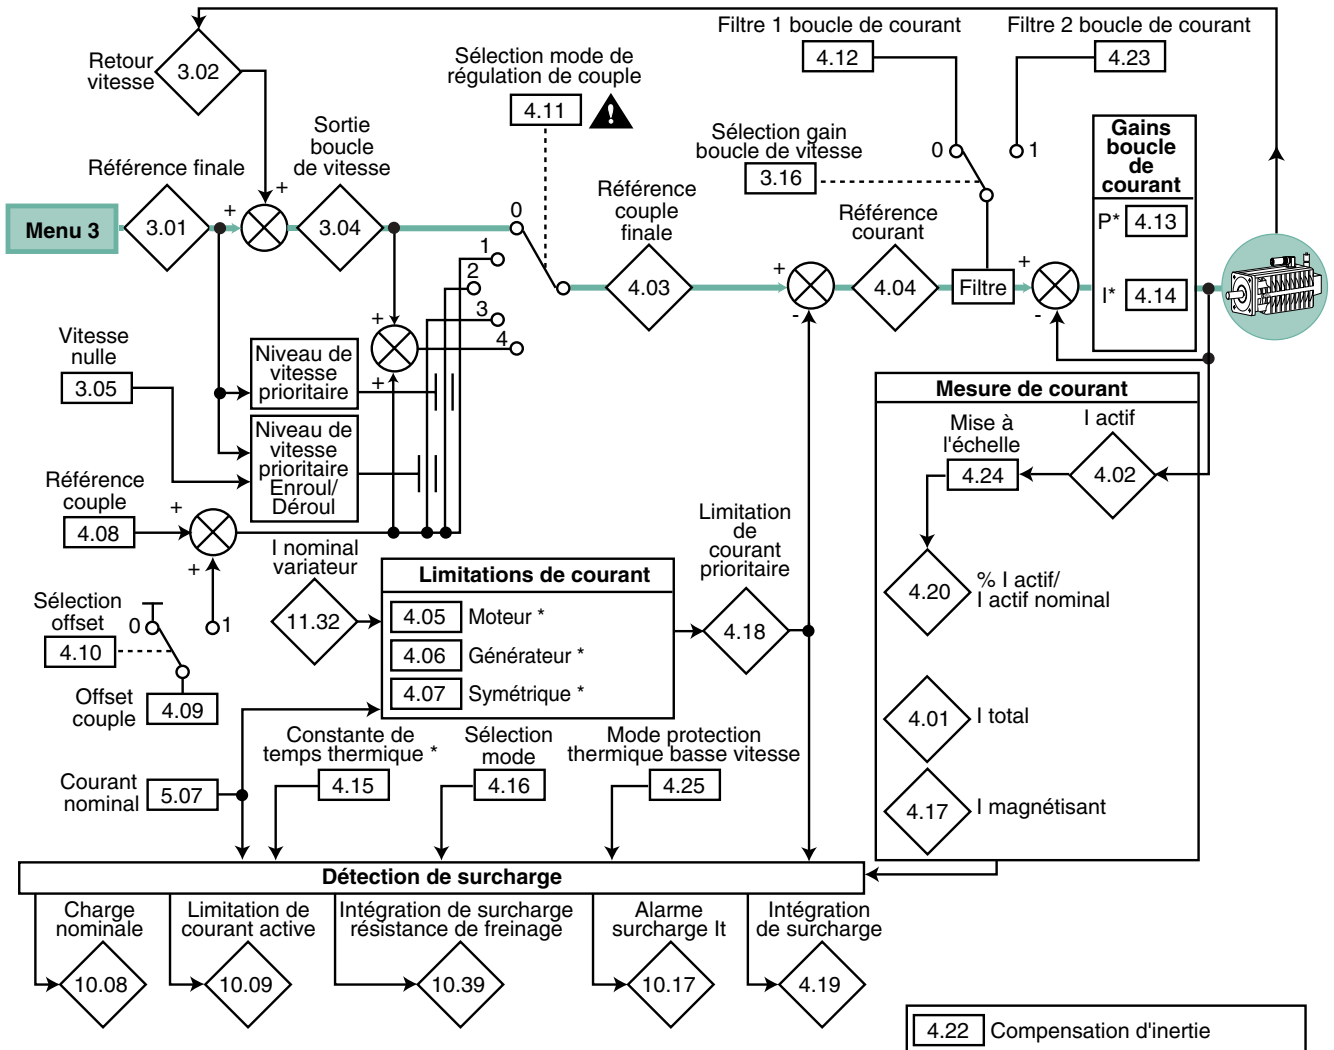 Filtre 1 boucle de courant
Filtre 2 boucle de courant
4.12
4.23
Retour
vitesse
3.02
Sélection mode de
régulation de couple
4.11
!
Sélection gain
boucle de vitesse
3.16
0
1
Gains
boucle
de
courant
P*
4.13
I*
4.14
Référence finale
Sortie
boucle
de vitesse
Menu 3
3.01
+
+
3.04
0
1
2
3
4
Référence
couple
finale
4.03
+
-
Référence
courant
4.04
Filtre
+
-
Vitesse
nulle
3.05
Niveau de
vitesse
prioritaire
+
+
Niveau de
vitesse
prioritaire
Enroul/
Déroul
Référence
couple
4.08
+
+
Sélection
offset
4.10
0
1
Offset
couple
4.09
I nominal
variateur
11.32
Limitations de courant
4.05
Moteur *
4.06
Générateur *
4.07
Symétrique *
Limitation
de
courant
prioritaire
4.18
Mesure de courant
Mise à
l'échelle
4.24
I actif
4.02
4.20
% I actif/
I actif nominal
4.01
I total
4.17
I magnétisant
Courant
nominal
5.07
Constante de
temps thermique *
4.15
Sélection
mode
4.16
Mode protection
thermique basse vitesse
4.25
Détection de surcharge
Charge
nominale
10.08
Limitation de
courant active
10.09
Intégration de surcharge
résistance de freinage
10.39
Alarme
surcharge It
10.17
Intégration
de surcharge
4.19
4.22
Compensation d'inertie